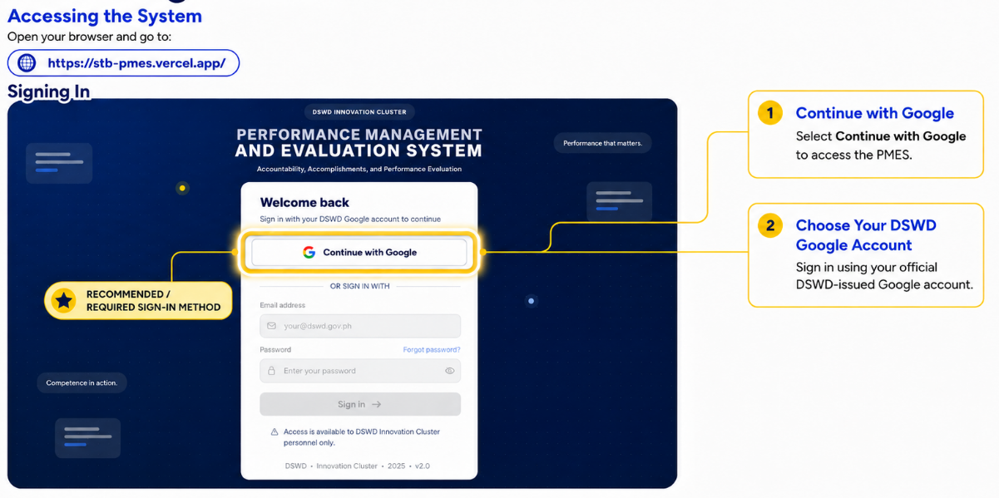 Accessing the System
Open your browser and go to:
https://stb-pmes.vercel.app/
Signing In
DSWD INNOVATION CLUSTER
PERFORMANCE MANAGEMENT
AND EVALUATION SYSTEM
Accountability, Accomplishments, and Performance Evaluation
Performance that matters.
Welcome back
Sign in with your DSWD Google account to continue
Continue with Google
RECOMMENDED /
REQUIRED SIGN-IN METHOD
OR SIGN IN WITH
Email address
your@dswd.gov.ph
Password
Forgot password?
Enter your password
Sign in
Competence in action.
Access is available to DSWD Innovation Cluster
personnel only.
DSWD • Innovation Cluster • 2025 • v2.0
1
Continue with Google
Select Continue with Google
to access the PMES.
2
Choose Your DSWD
Google Account
Sign in using your official
DSWD-issued Google account.